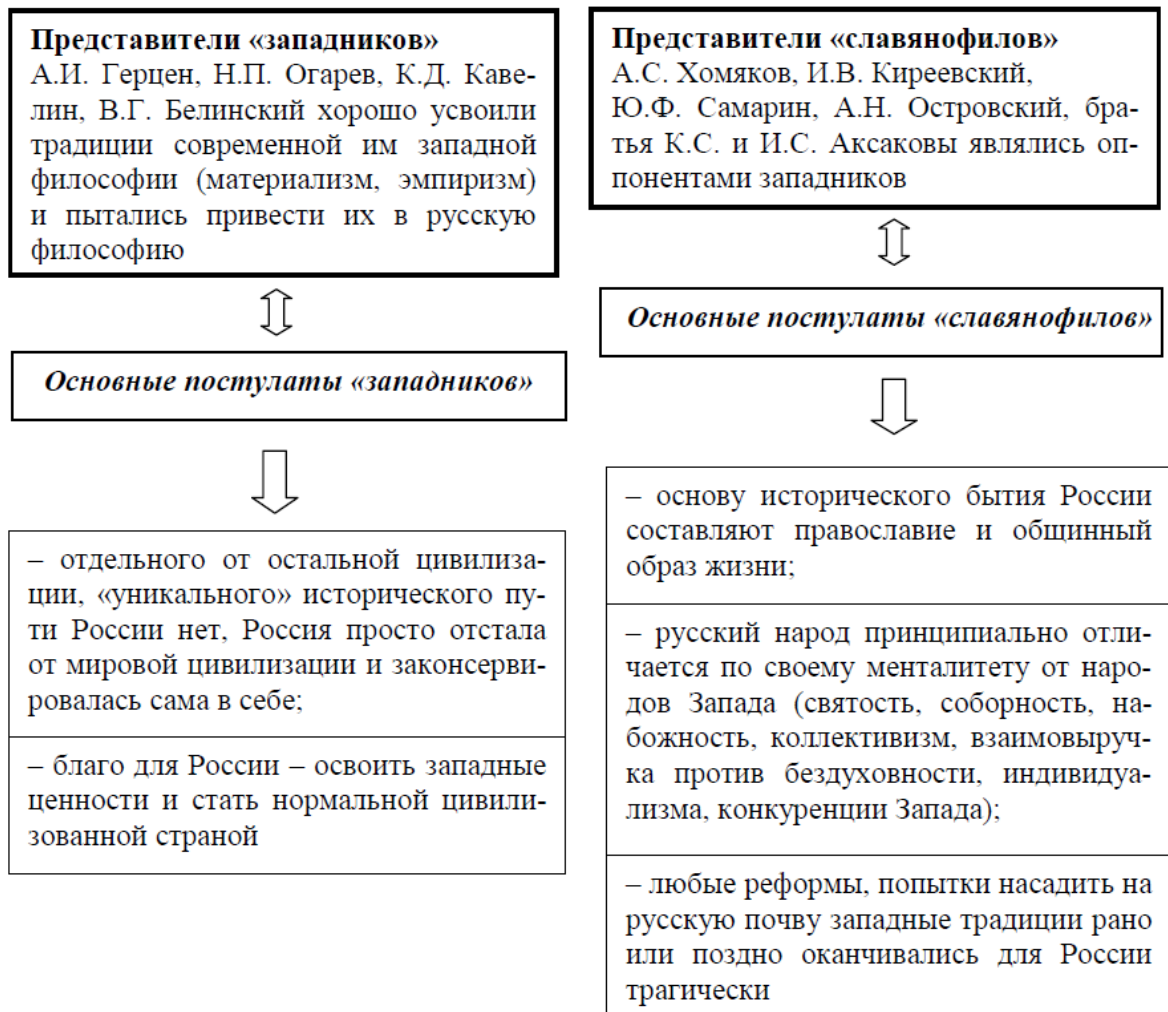 Представители «западников»
А.И. Герцен, Н.П. Огарев, К.Д. Каве-
лин, В.Г. Белинский хорошо усвоили
традиции современной им западной
философии (материализм, эмпиризм)
и пытались привести их в русскую
философию
Основные постулаты «западников»
– отдельного от остальной цивилиза-
ции, «уникального» исторического пу-
ти России нет, Россия просто отстала
от мировой цивилизации и законсерви-
ровалась сама в себе;
– благо для России – освоить западные
ценности и стать нормальной цивили-
зованной страной
Представители «славянофилов»
А.С. Хомяков, И.В. Киреевский,
Ю.Ф. Самарин, А.Н. Островский, бра-
тья К.С. и И.С. Аксаковы являлись оп-
понентами западников
Основные постулаты «славянофилов»
– основу исторического бытия России
составляют православие и общинный
образ жизни;
– русский народ принципиально отли-
чается по своему менталитету от наро-
дов Запада (святость, соборность, на-
божность, коллективизм, взаимовыруч-
ка против бездуховности, индивидуа-
лизма, конкуренции Запада);
– любые реформы, попытки насадить на
русскую почву западные традиции рано
или поздно оканчивались для России
трагически